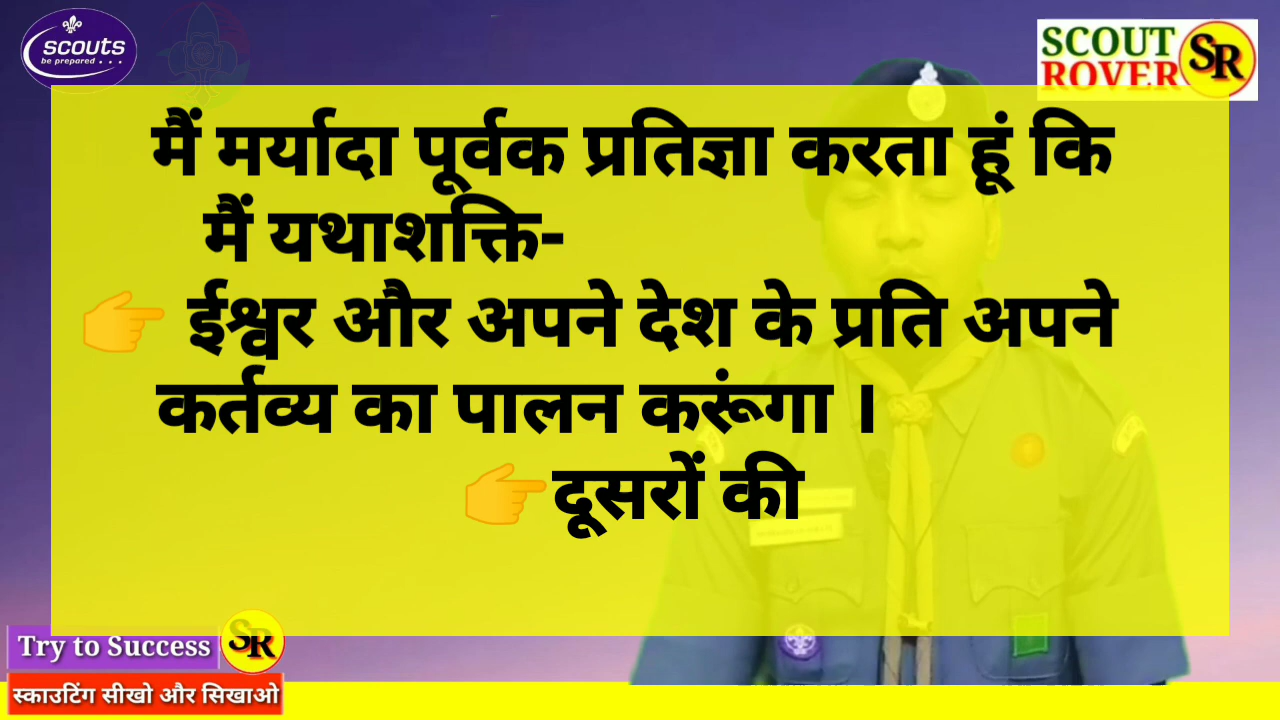 scouts
be prepared . . .
SCOUT
ROVER
SR
मैं मर्यादा पूर्वक प्रतिज्ञा करता हूं कि
मैं यथाशक्ति-
👉 ईश्वर और अपने देश के प्रति अपने
कर्तव्य का पालन करूंगा ।
👉दूसरों की
Try to Success
SR
स्काउटिंग सीखो और सिखाओ